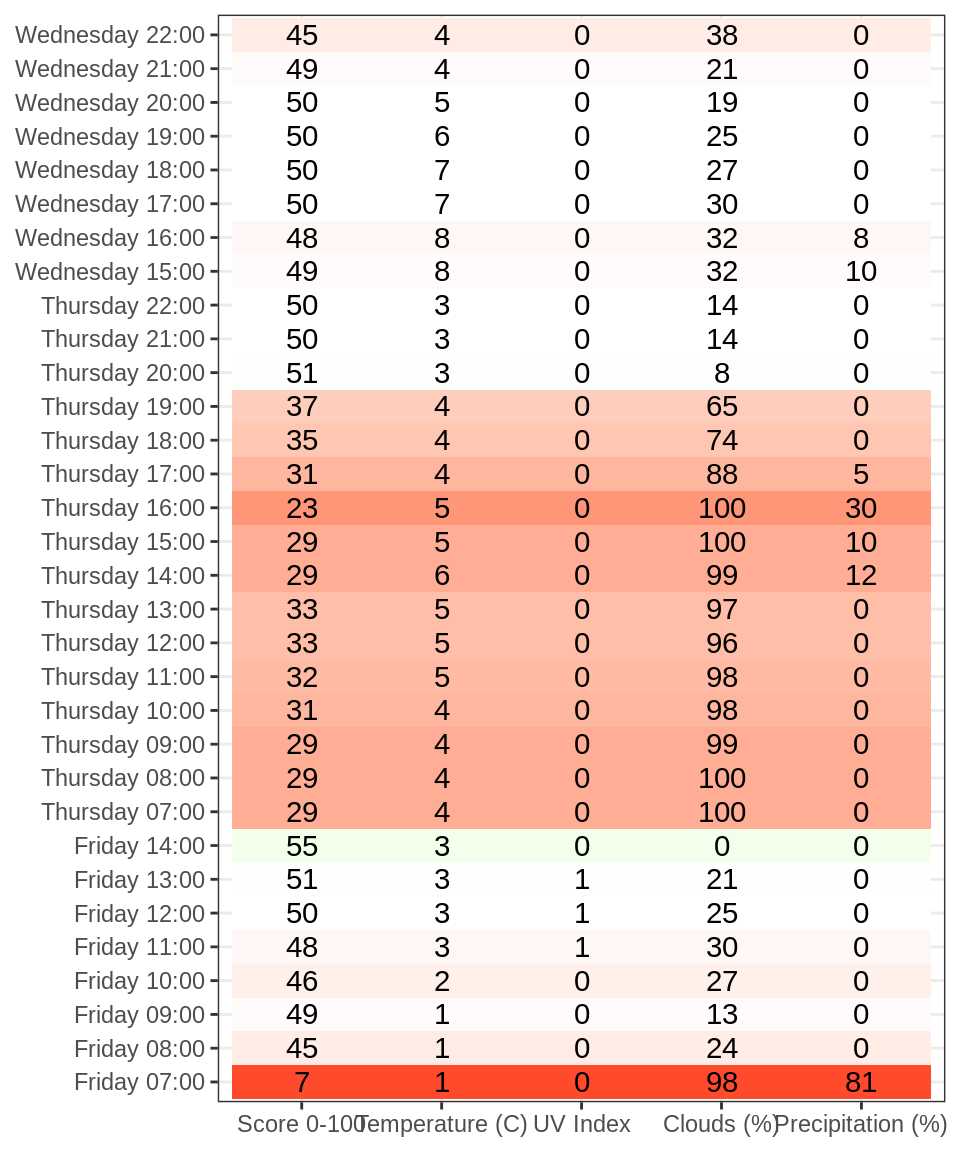 Wednesday 22:00 45 4 0 38 0
Wednesday 21:00 49 4 0 21 0
Wednesday 20:00 50 5 0 19 0
Wednesday 19:00 50 6 0 25 0
Wednesday 18:00 50 7 0 27 0
Wednesday 17:00 50 7 0 30 0
Wednesday 16:00 48 8 0 32 8
Wednesday 15:00 49 8 0 32 10
Thursday 22:00 50 3 0 14 0
Thursday 21:00 50 3 0 14 0
Thursday 20:00 51 3 0 8 0
Thursday 19:00 37 4 0 65 0
Thursday 18:00 35 4 0 74 0
Thursday 17:00 31 4 0 88 5
Thursday 16:00 23 5 0 100 30
Thursday 15:00 29 5 0 100 10
Thursday 14:00 29 6 0 99 12
Thursday 13:00 33 5 0 97 0
Thursday 12:00 33 5 0 96 0
Thursday 11:00 32 5 0 98 0
Thursday 10:00 31 4 0 98 0
Thursday 09:00 29 4 0 99 0
Thursday 08:00 29 4 0 100 0
Thursday 07:00 29 4 0 100 0
Friday 14:00 55 3 0 0 0
Friday 13:00 51 3 1 21 0
Friday 12:00 50 3 1 25 0
Friday 11:00 48 3 1 30 0
Friday 10:00 46 2 0 27 0
Friday 09:00 49 1 0 13 0
Friday 08:00 45 1 0 24 0
Friday 07:00 7 1 0 98 81
Score 0-100 Temperature (C) UV Index Clouds (%) Precipitation (%)